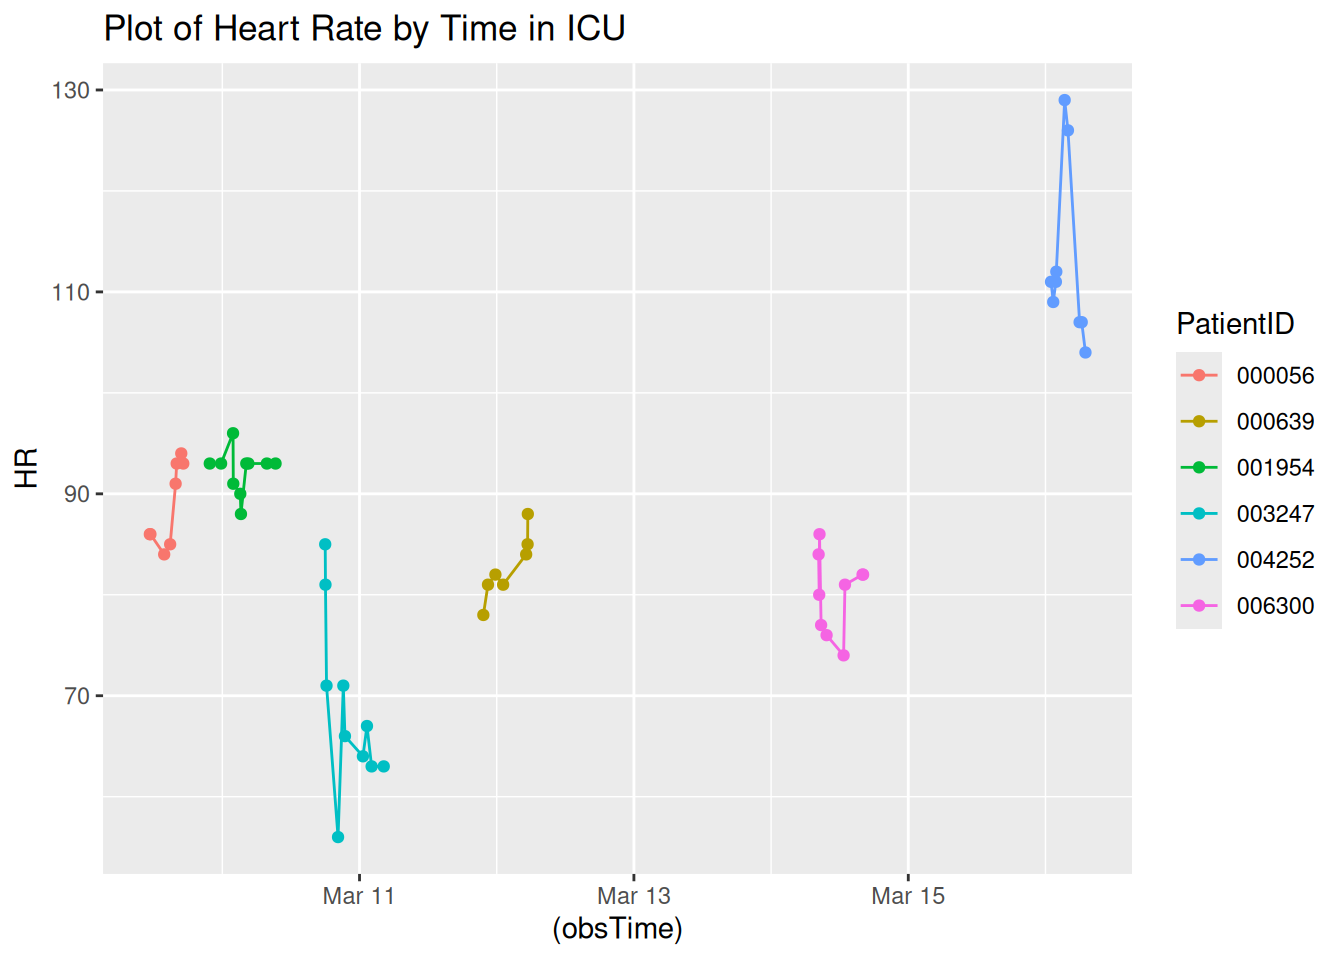 Plot of Heart Rate by Time in ICU
130
110
90
70
HR
Mar 11
Mar 13
Mar 15
(obsTime)
PatientID
000056
000639
001954
003247
004252
006300